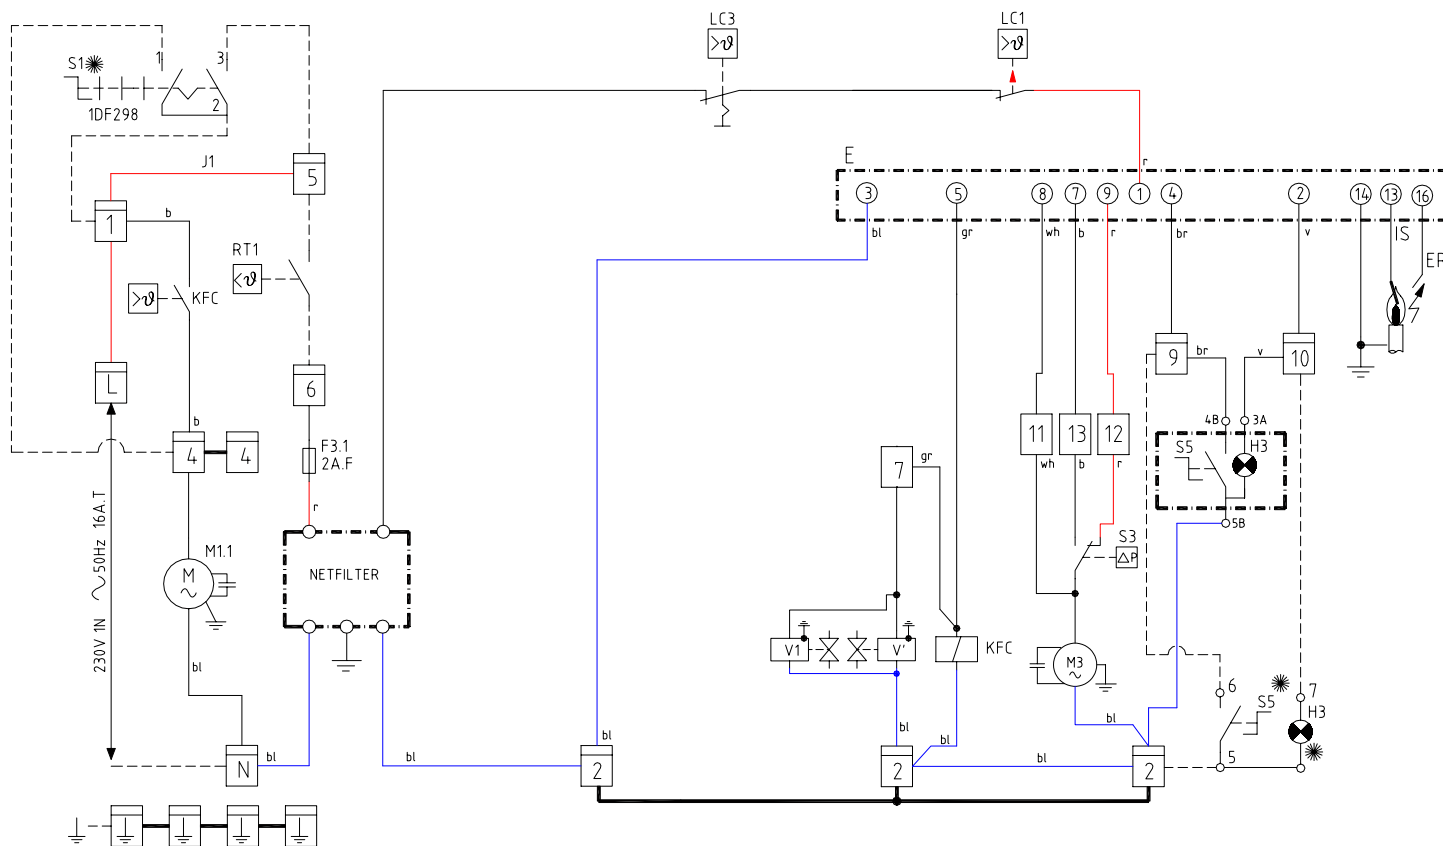 LC3
LC1
>ϑ
>ϑ
S1
1
3
2
1DF298
J1
5
E
r
3
5
8
7
9
1
4
2
14
13
16
1
b
bl
gr
wh
b
r
br
v
IS
ER
RT1
<ϑ
>ϑ
KFC
L
6
9
br
v
10
b
4
4
F3.1
2A.F
11
13
12
4B
3A
S5
H3
7
gr
wh
b
r
230V 1N ~50Hz 16A.T
r
5B
S3
ΔP
M1.1
M
~
NETFILTER
V1
V'
KFC
M3
~
bl
6
S5
7
H3
bl
bl
bl
bl
N
bl
bl
2
2
bl
2
5